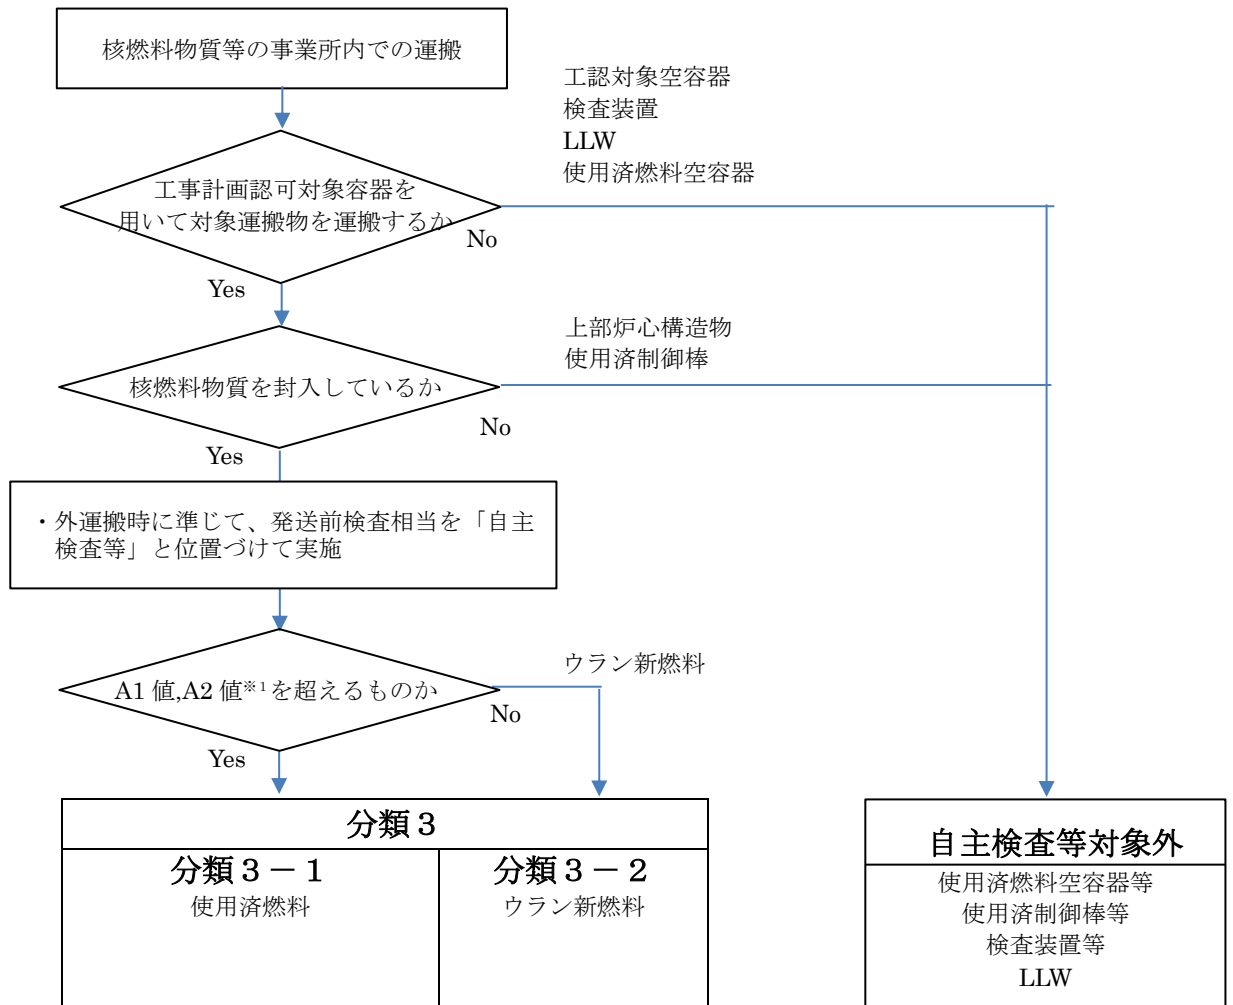 核燃料物質等の事業所内での運搬
工認対象空容器
検査装置
LLW
使用済燃料空容器
工事計画認可対象容器を
用いて対象運搬物を運搬するか
No
Yes
上部炉心構造物
使用済制御棒
核燃料物質を封入しているか
No
Yes
・外運搬時に準じて、発送前検査相当を「自主
検査等」と位置づけて実施
ウラン新燃料
A1 値,A2 値※1を超えるものか
No
Yes
分類3
分類3－1
使用済燃料
分類3－2
ウラン新燃料
自主検査等対象外
使用済燃料空容器等
使用済制御棒等
検査装置等
LLW